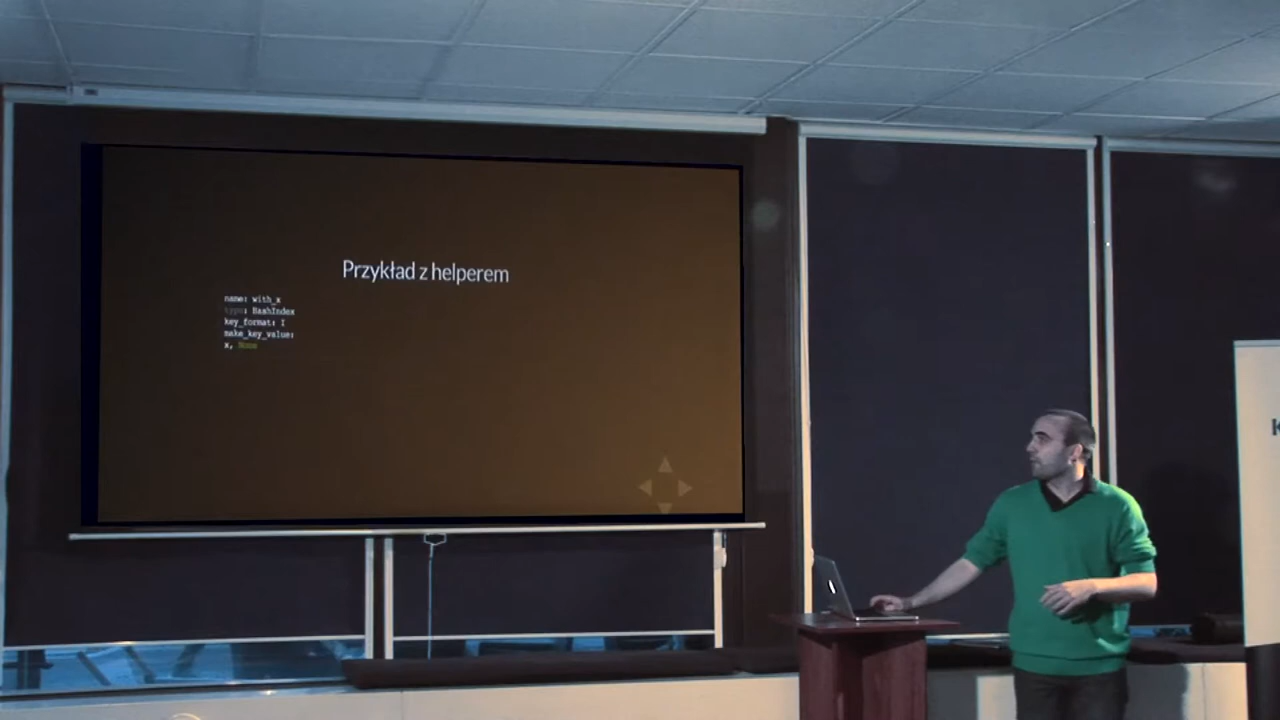 Przykład z helperem
name: with_x
type: HashIndex
key_format: I
make_key_value:
x, None
K